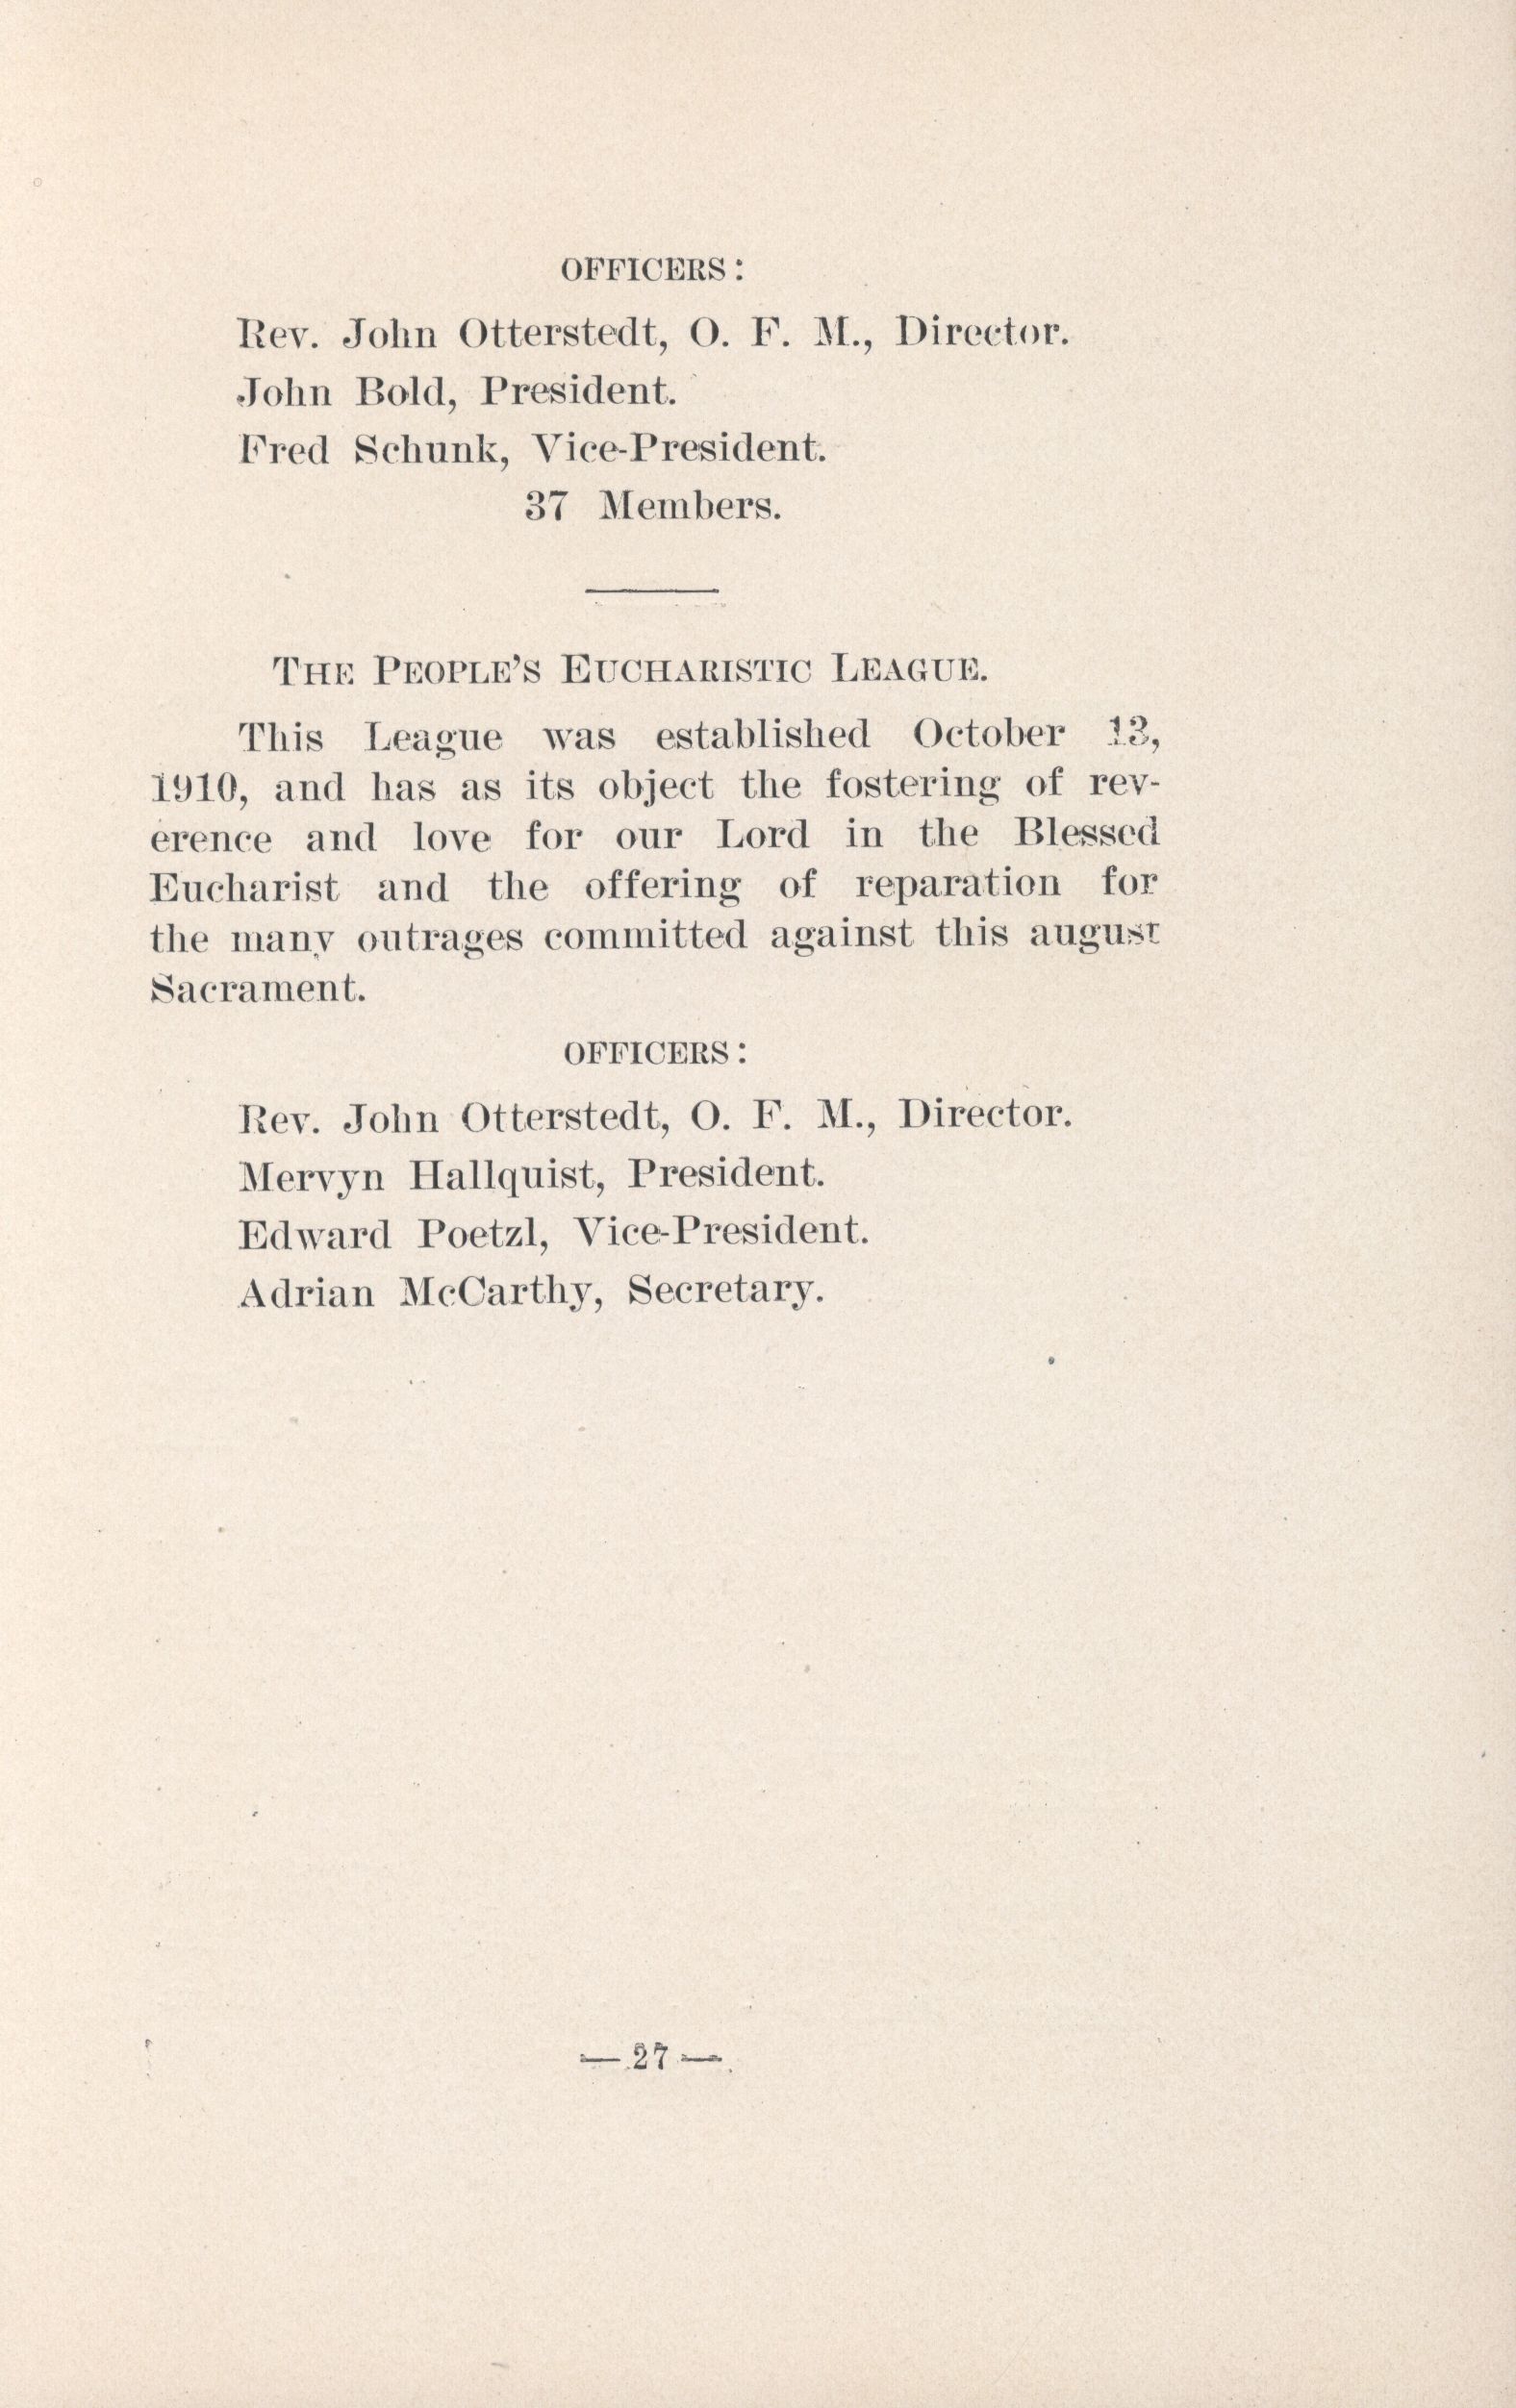 OFFICERS:
Rev. John Otterstedt, O. F. M., Director.
John Bold, President.
Fred Schunk, Vice-President.
37 Members.
THE PEOPLE'S EUCHARISTIC LEAGUE.
This League was established October 13,
1910, and has as its object the fostering of rev-
erence and love for our Lord in the Blessed
Eucharist and the offering of reparation for
the many outrages committed against this august
Sacrament.
OFFICERS:
Rev. John Otterstedt, O. F. M., Director.
Mervyn Hallquist, President.
Edward Poetzl, Vice-President.
Adrian McCarthy, Secretary.
— 27 —